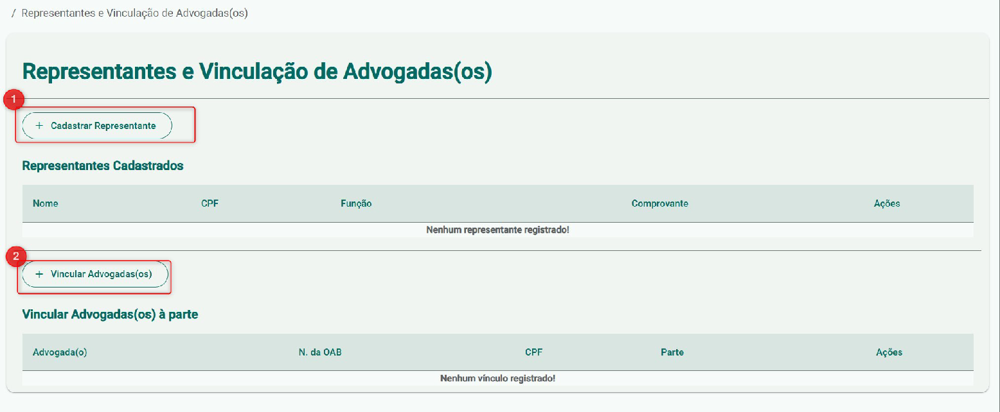 / Representantes e Vinculação de Advogadas(os)
Representantes e Vinculação de Advogadas(os)
1
+ Cadastrar Representante
Representantes Cadastrados
Nome CPF Função Comprovante Ações
Nenhum representante registrado!
2
+ Vincular Advogadas(os)
Vincular Advogadas(os) à parte
Advogada(o) N. da OAB CPF Parte Ações
Nenhum vínculo registrado!